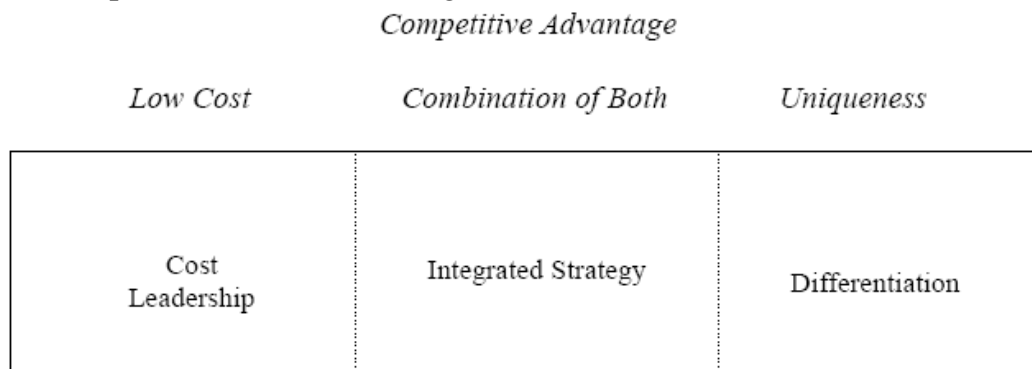 Competitive Advantage
Low Cost Combination of Both Uniqueness
Cost
Leadership
Integrated Strategy
Differentiation